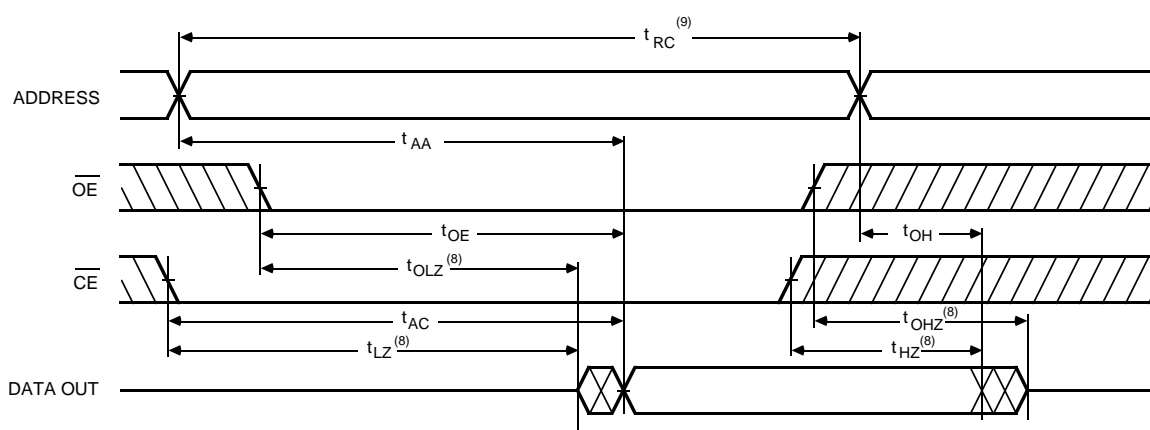 t RC (9)
ADDRESS
t AA
OE
t OE
t OH
t OLZ (8)
CE
t AC
t OHZ (8)
t LZ (8)
t HZ (8)
DATA OUT